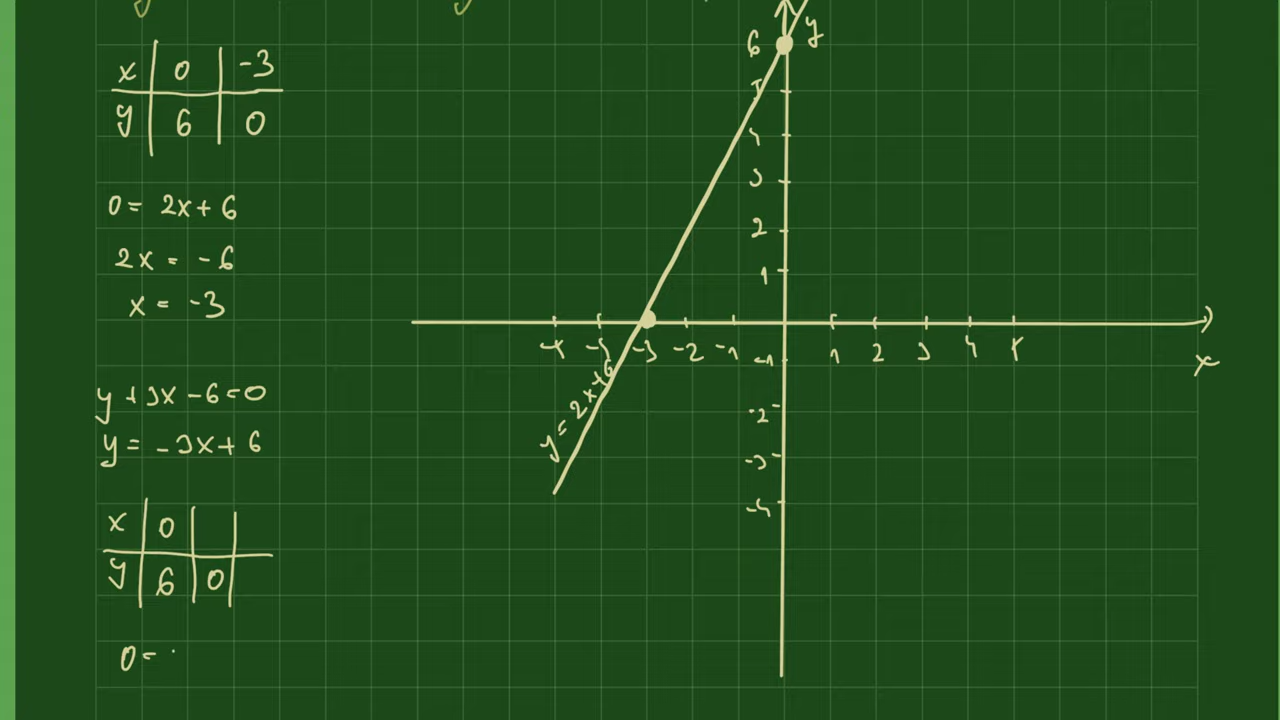 x | 0 | -3
y | 6 | 0
0 = 2x + 6
2x = -6
x = -3
y + 3x - 6 = 0
y = -3x + 6
x | 0 |
y | 6 | 0
0 =
y
6
5
4
3
2
1
-3 -2 -1 -1 1 2 3 4 5
x
-2
-3
-4
y = 2x + 6